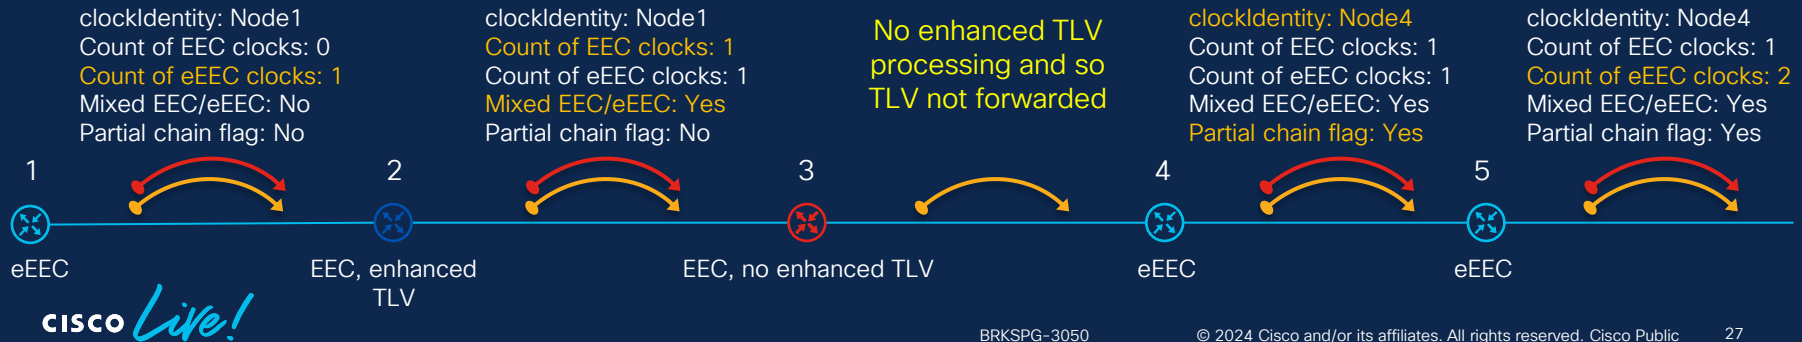 clockIdentity: Node1
Count of EEC clocks: 0
Count of eEEC clocks: 1
Mixed EEC/eEEC: No
Partial chain flag: No
clockIdentity: Node1
Count of EEC clocks: 1
Count of eEEC clocks: 1
Mixed EEC/eEEC: Yes
Partial chain flag: No
No enhanced TLV
processing and so
TLV not forwarded
clockIdentity: Node4
Count of EEC clocks: 1
Count of eEEC clocks: 1
Mixed EEC/eEEC: Yes
Partial chain flag: Yes
clockIdentity: Node4
Count of EEC clocks: 1
Count of eEEC clocks: 2
Mixed EEC/eEEC: Yes
Partial chain flag: Yes
1
2
3
4
5
eEEC
EEC, enhanced
TLV
EEC, no enhanced TLV
eEEC
eEEC
CISCO Live!
BRKSPG-3050
© 2024 Cisco and/or its affiliates. All rights reserved. Cisco Public
27